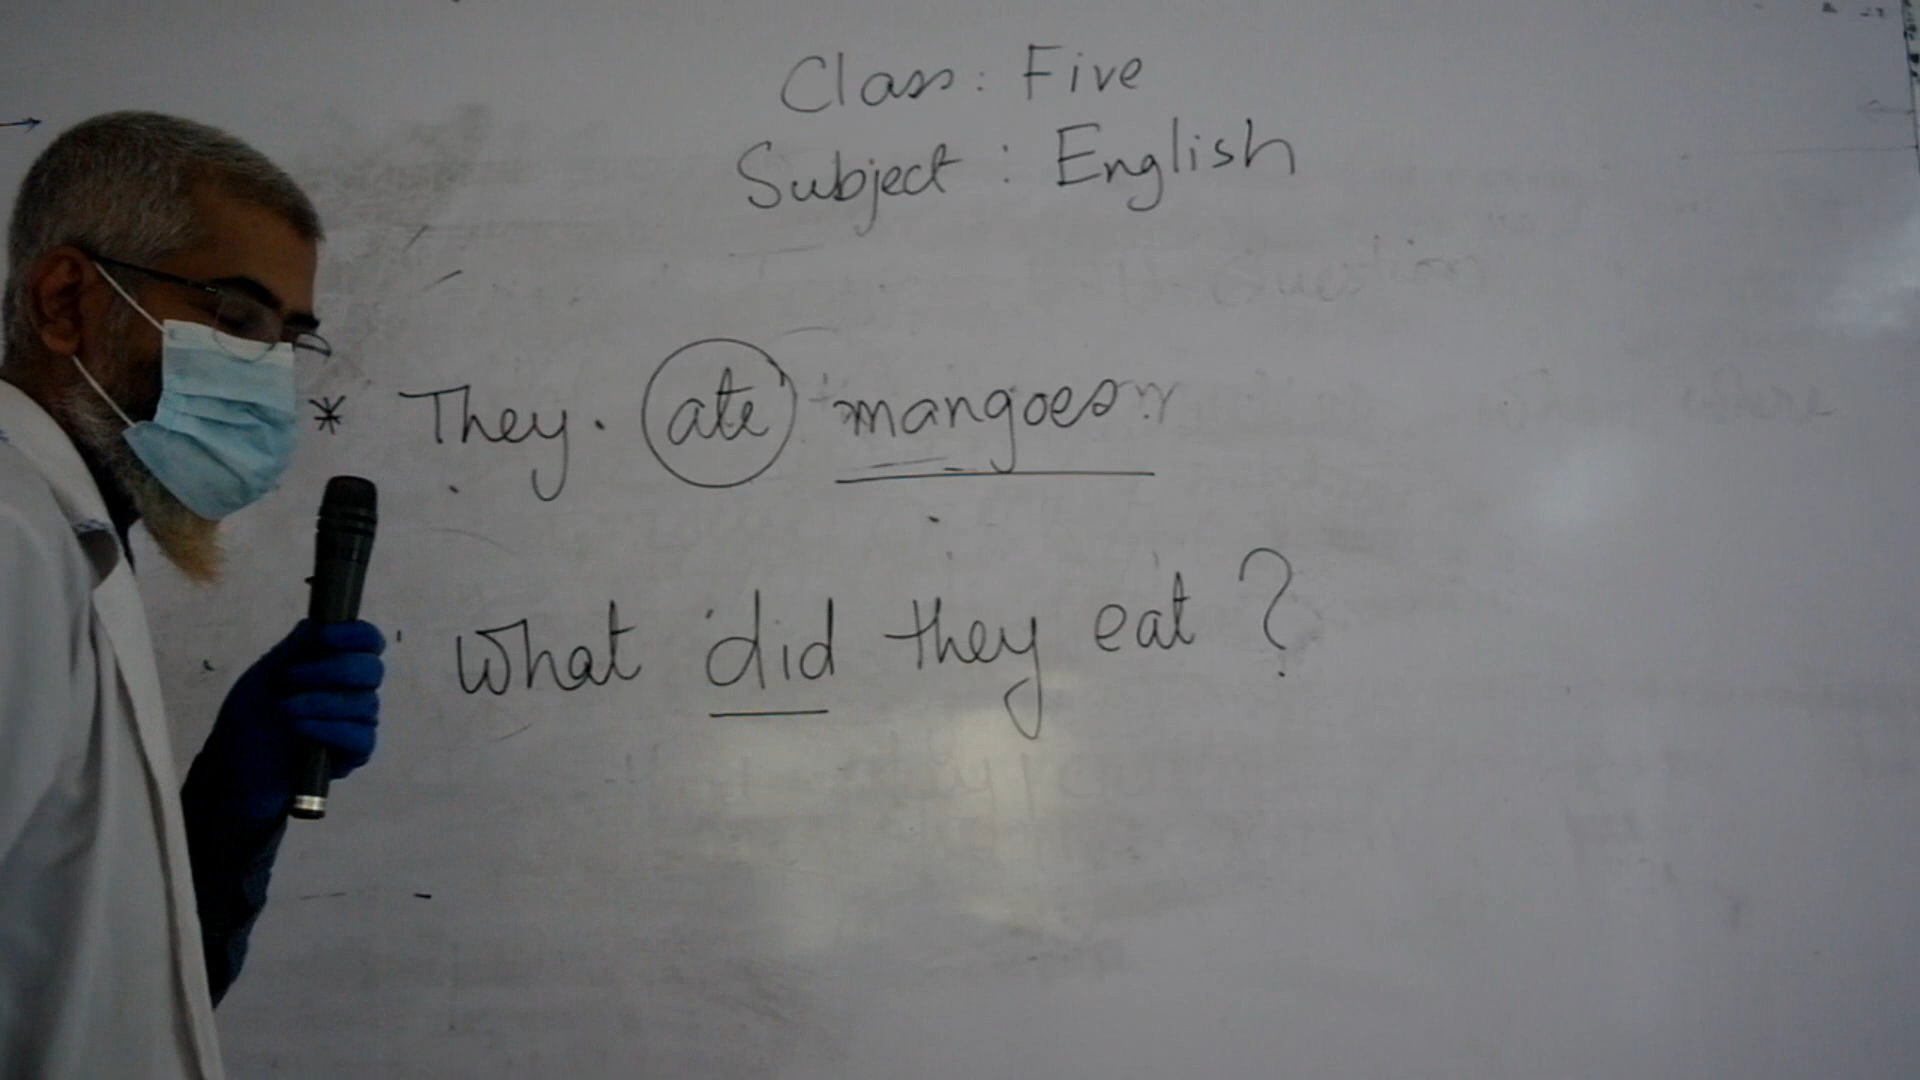 Class: Five
Subject: English
* They. ate mangoes.
What did they eat?